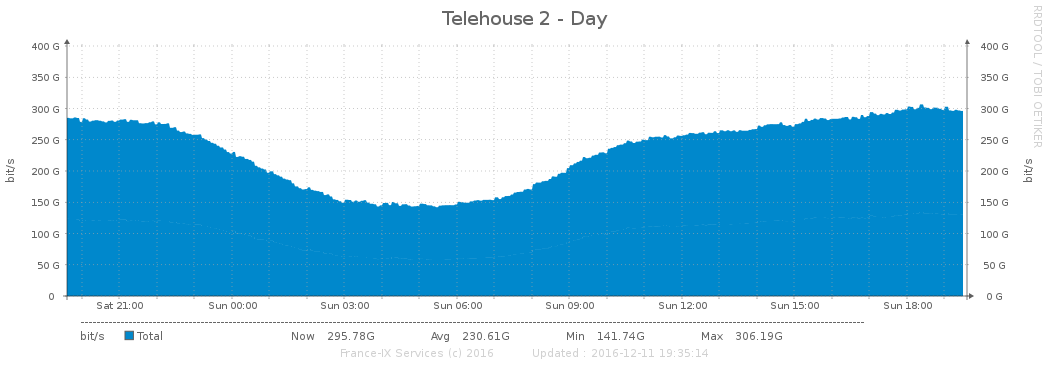 Telehouse 2 - Day
RRDTOOL / TOBI OETIKER
400 G 400 G
350 G 350 G
300 G 300 G
250 G 250 G
200 G 200 G
150 G 150 G
100 G 100 G
50 G 50 G
0 0 G
bit/s bit/s
Sat 21:00 Sun 00:00 Sun 03:00 Sun 06:00 Sun 09:00 Sun 12:00 Sun 15:00 Sun 18:00
bit/s Total Now 295.78G Avg 230.61G Min 141.74G Max 306.19G
France-IX Services (c) 2016 Updated : 2016-12-11 19:35:14